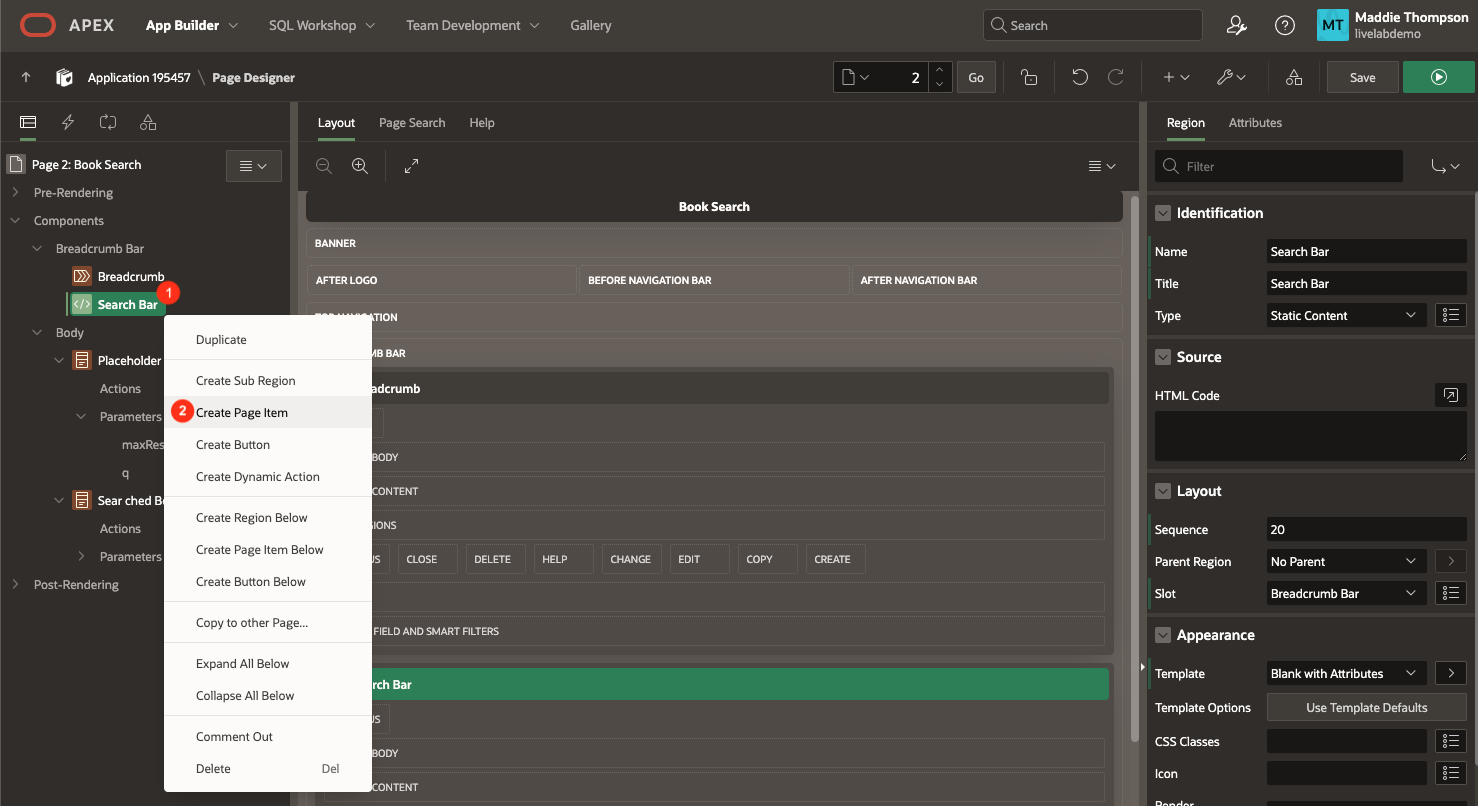 APEX
App Builder
SQL Workshop
Team Development
Gallery
Search
MT
Maddie Thompson
livelabdemo
Application 195457 \ Page Designer
2
Go
Save
Page 2: Book Search
Pre-Rendering
Components
Breadcrumb Bar
Breadcrumb
Search Bar
1
Body
Placeholder
Actions
Parameters
maxRes
q
Sear ched Bo
Actions
Parameters
Post-Rendering
Duplicate
Create Sub Region
2
Create Page Item
Create Button
Create Dynamic Action
Create Region Below
Create Page Item Below
Create Button Below
Copy to other Page...
Expand All Below
Collapse All Below
Comment Out
Delete Del
Layout
Page Search
Help
Book Search
BANNER
AFTER LOGO
BEFORE NAVIGATION BAR
AFTER NAVIGATION BAR
TOP NAVIGATION
MB BAR
adcrumb
BODY
CONTENT
GIONS
US
CLOSE
DELETE
HELP
CHANGE
EDIT
COPY
CREATE
FIELD AND SMART FILTERS
rch Bar
US
BODY
CONTENT
Region
Attributes
Filter
Identification
Name Search Bar
Title Search Bar
Type Static Content
Source
HTML Code
Layout
Sequence 20
Parent Region No Parent
Slot Breadcrumb Bar
Appearance
Template Blank with Attributes
Template Options Use Template Defaults
CSS Classes
Icon
Render